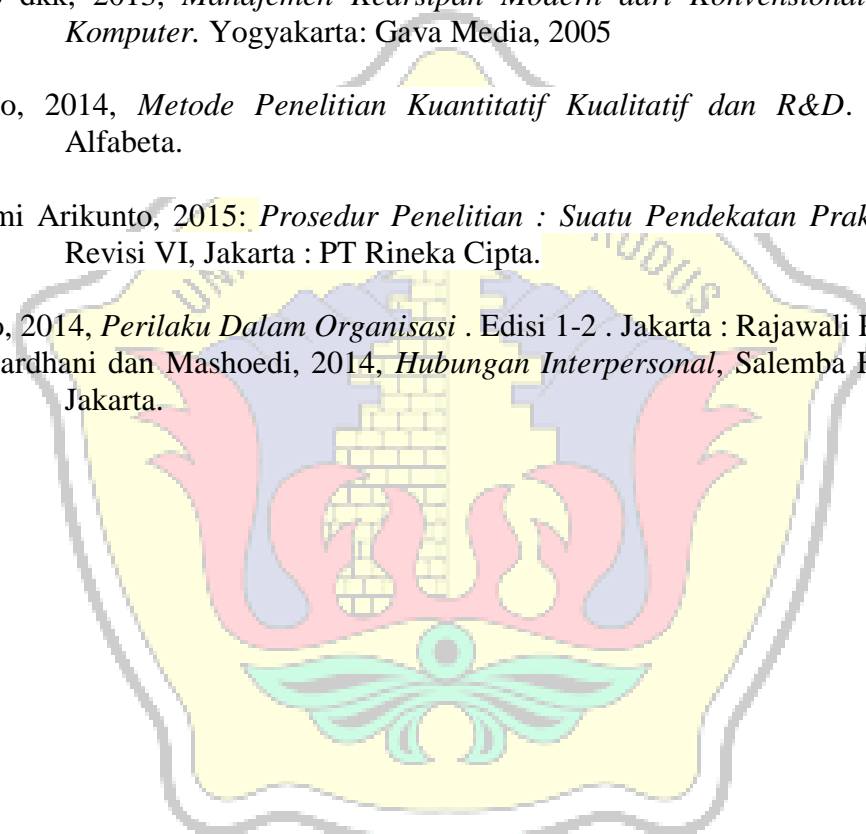 dkk, 2013, Manajemen Kearsipan Modern dari Konvensional
Komputer. Yogyakarta: Gava Media, 2005
o, 2014, Metode Penelitian Kuantitatif Kualitatif dan R&D.
Alfabeta.
mi Arikunto, 2015: Prosedur Penelitian : Suatu Pendekatan Prak
Revisi VI, Jakarta : PT Rineka Cipta.
KUDUS
o, 2014, Perilaku Dalam Organisasi . Edisi 1-2 . Jakarta : Rajawali
ardhani dan Mashoedi, 2014, Hubungan Interpersonal, Salemba
Jakarta.